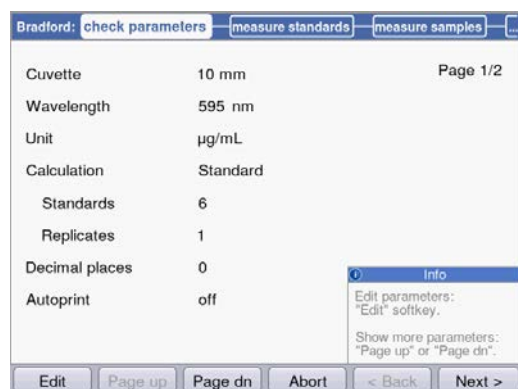 Bradford: check parameters measure standards measure samples ...
Page 1/2
Cuvette 10 mm
Wavelength 595 nm
Unit µg/mL
Calculation Standard
Standards 6
Replicates 1
Decimal places 0
Autoprint off
Info
Edit parameters:
"Edit" softkey.
Show more parameters:
"Page up" or "Page dn".
Edit Page up Page dn Abort < Back Next >